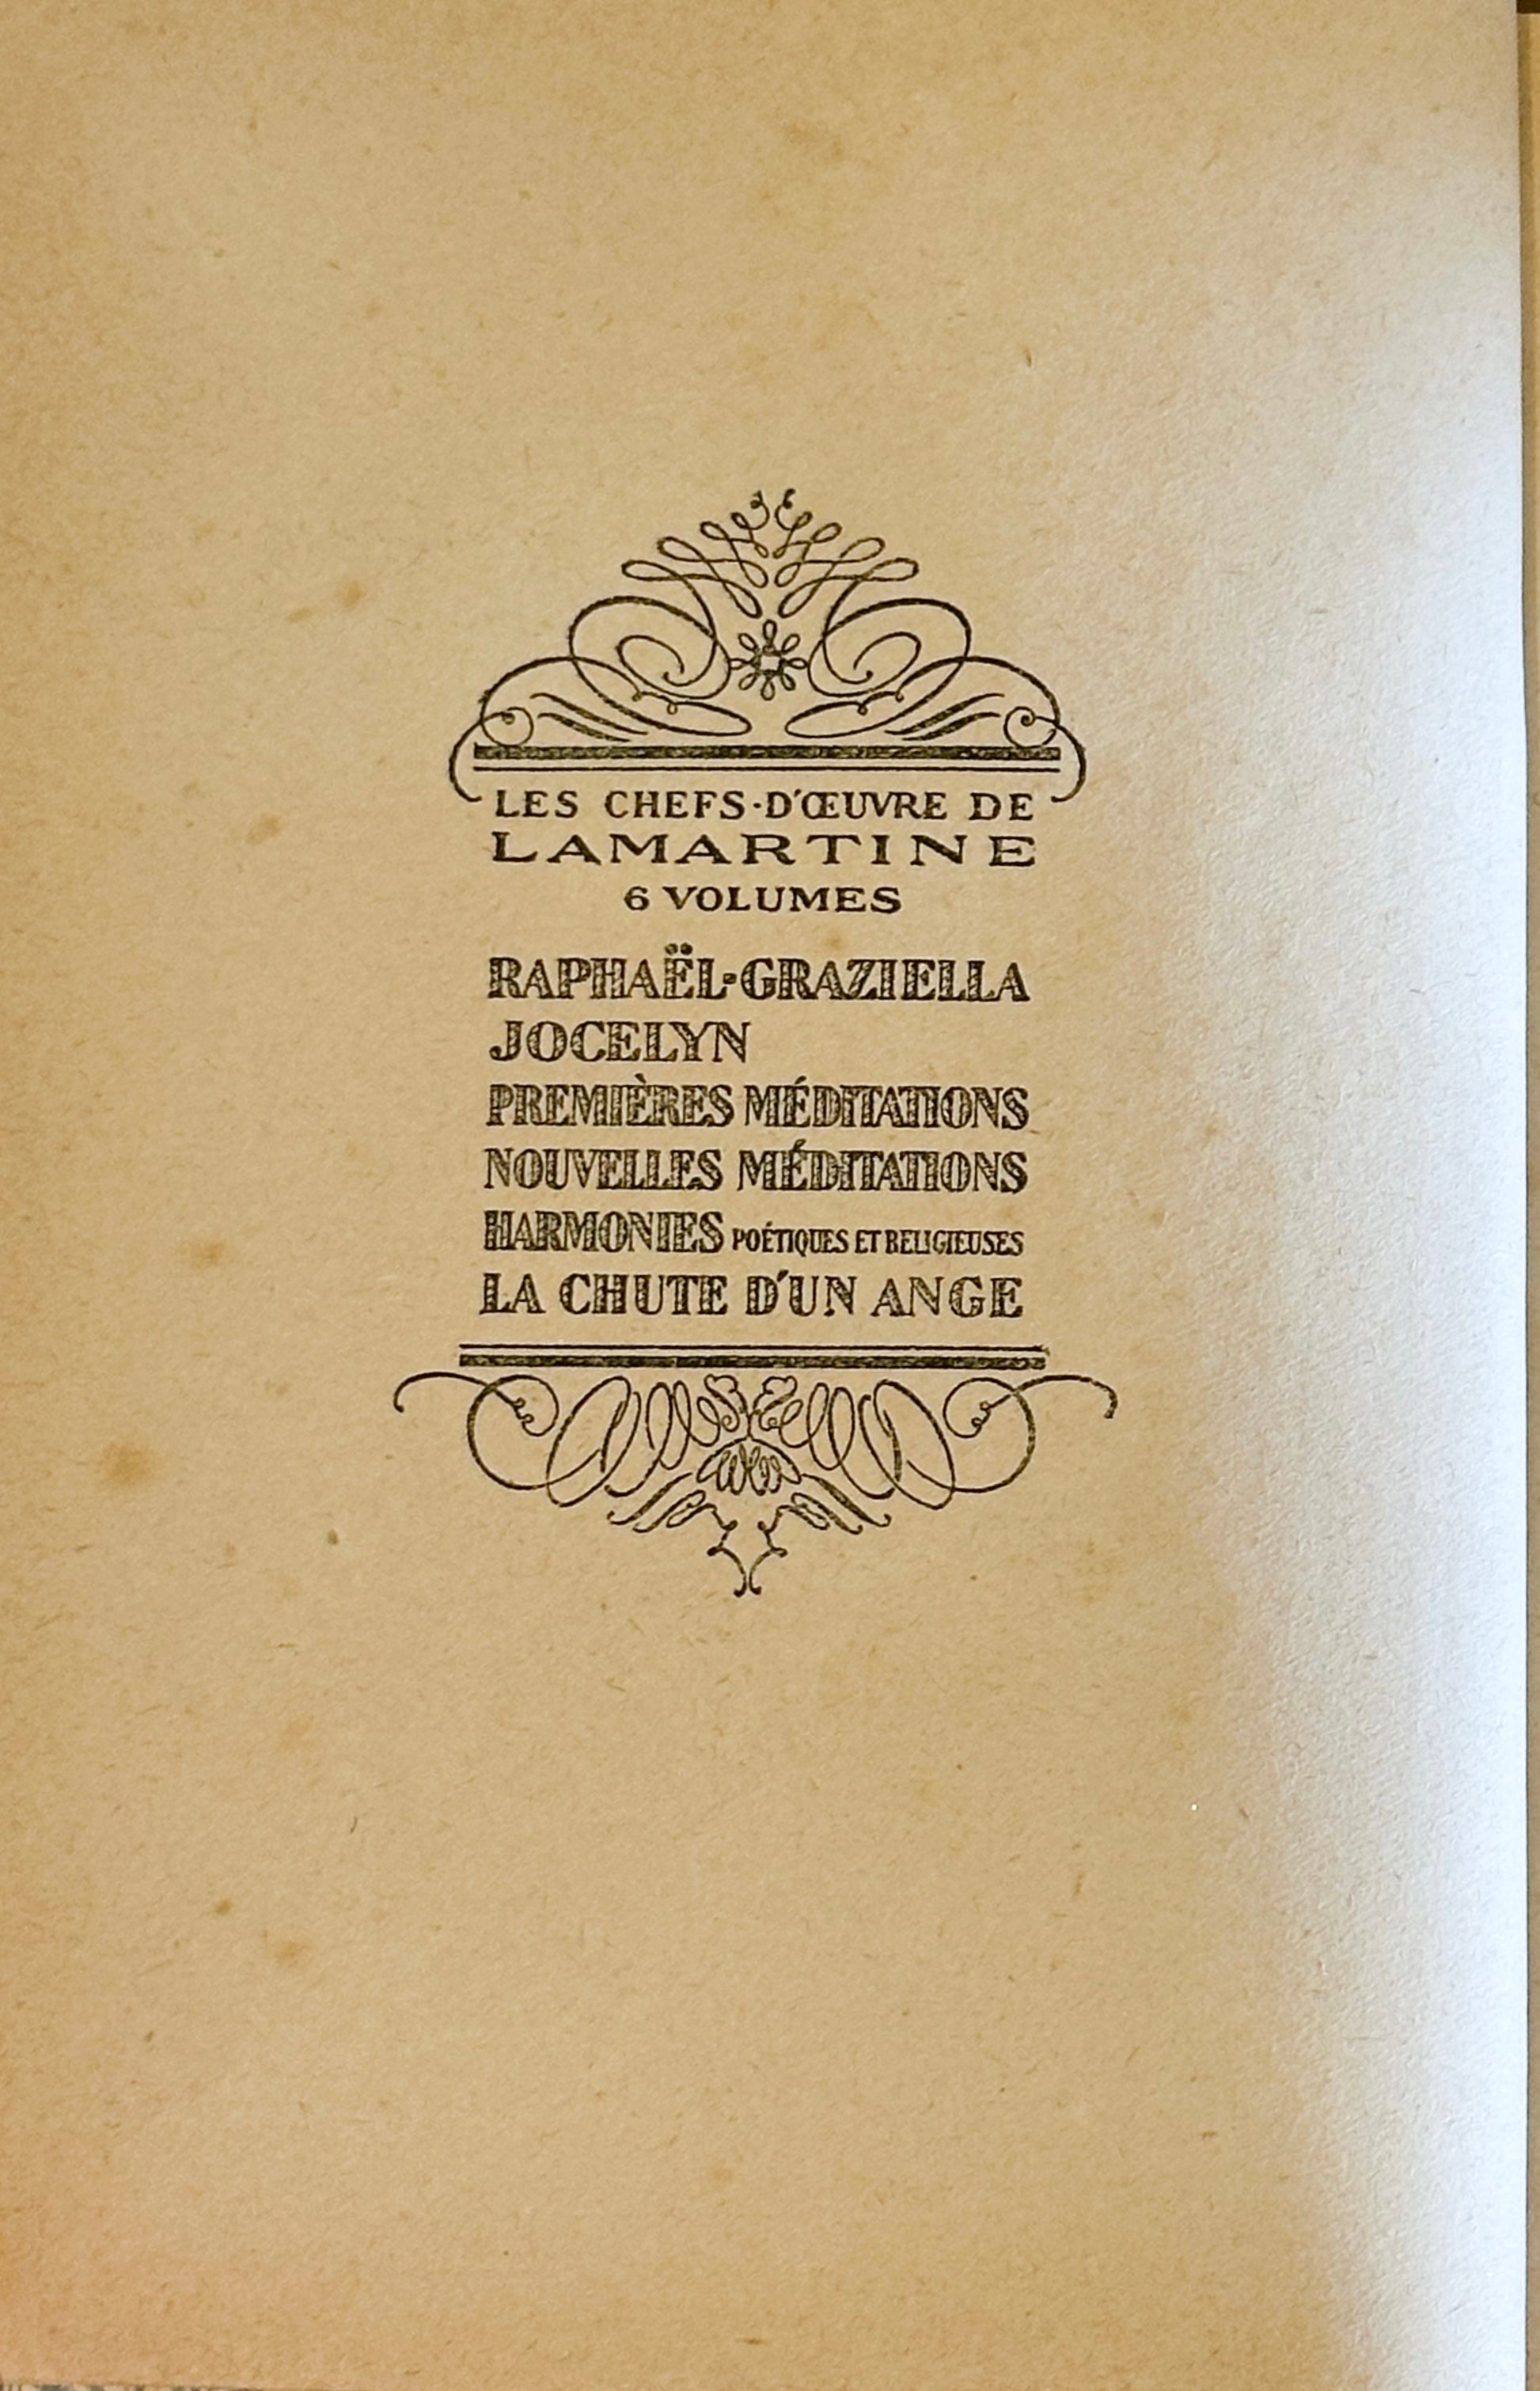 LES CHEFS-D'ŒUVRE DE
LAMARTINE
6 VOLUMES
RAPHAËL-GRAZIELLA
JOCELYN
PREMIÈRES MÉDITATIONS
NOUVELLES MÉDITATIONS
HARMONIES POÉTIQUES ET RELIGIEUSES
LA CHUTE D'UN ANGE